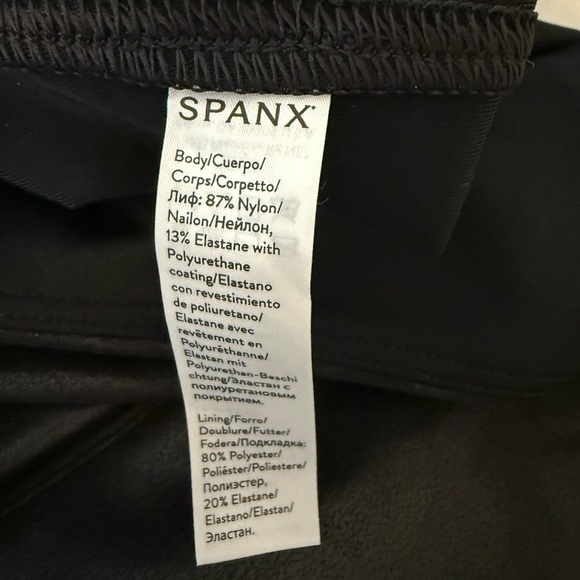 SPANX®
Body/Cuerpo/
Corps/Corpetto/
Лиф: 87% Nylon/
Nailon/Нейлон,
13% Elastane with
Polyurethane
coating/Elastano
con revestimiento
de poliuretano/
Elastane avec
revêtement en
Polyuréthanne/
Elastan mit
Polyurethan-Beschi
chtung/Эластан с
полиуретановым
покрытием.
Lining/Forro/
Doublure/Futter/
Fodera/Подкладка:
80% Polyester/
Poliéster/Poliestere/
Полиэстер,
20% Elastane/
Elastano/Elastan/
Эластан.